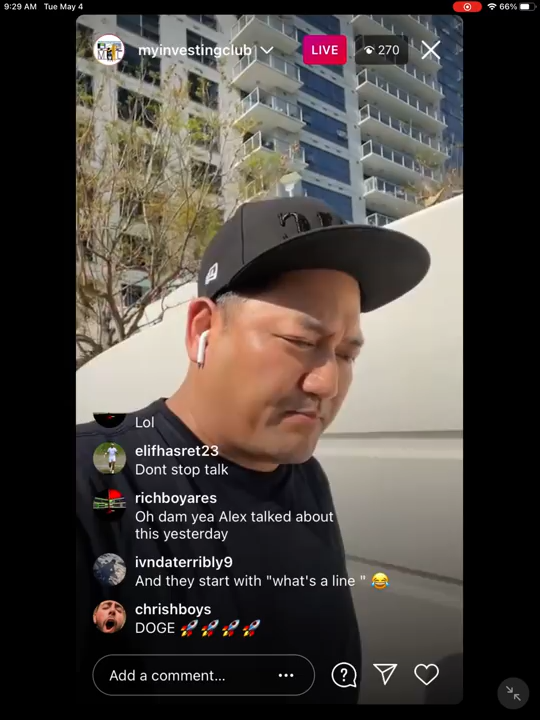 9:29 AM Tue May 4
66%
myinvestingclub
LIVE
270
Lol
elifhasret23
Dont stop talk
richboyares
Oh dam yea Alex talked about
this yesterday
ivndaterribly9
And they start with "what's a line " 😂
chrishboys
DOGE 🚀🚀🚀🚀
Add a comment...